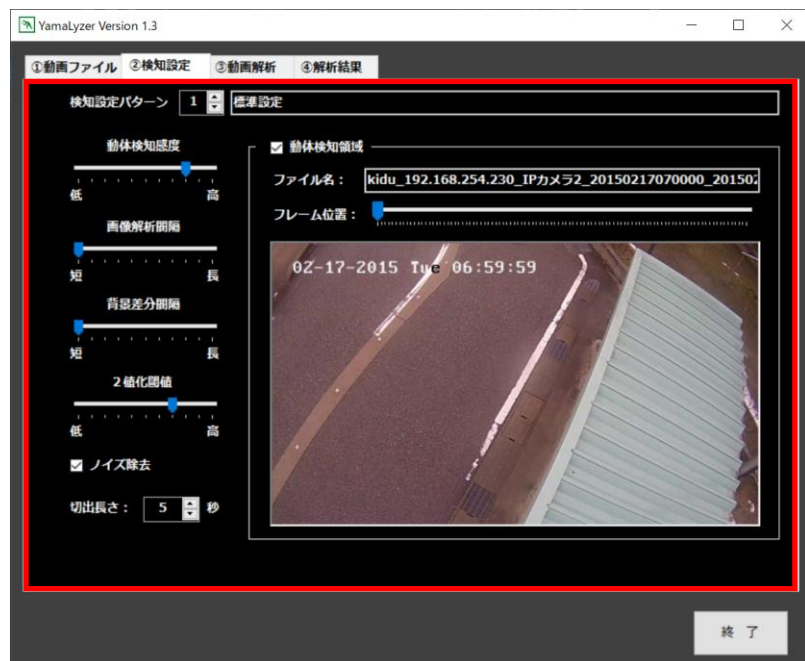 YamaLyzer Version 1.3
①動画ファイル ②検知設定 ③動画解析 ④解析結果
検知設定パターン 1 標準設定
動体検知感度
低 高
画像解析間隔
短 長
背景差分間隔
短 長
2値化閾値
低 高
ノイズ除去
切出長さ： 5 秒
動体検知領域
ファイル名： kidu_192.168.254.230_IPカメラ2_20150217070000_20150
フレーム位置：
02-17-2015 Tue 06:59:59
終 了